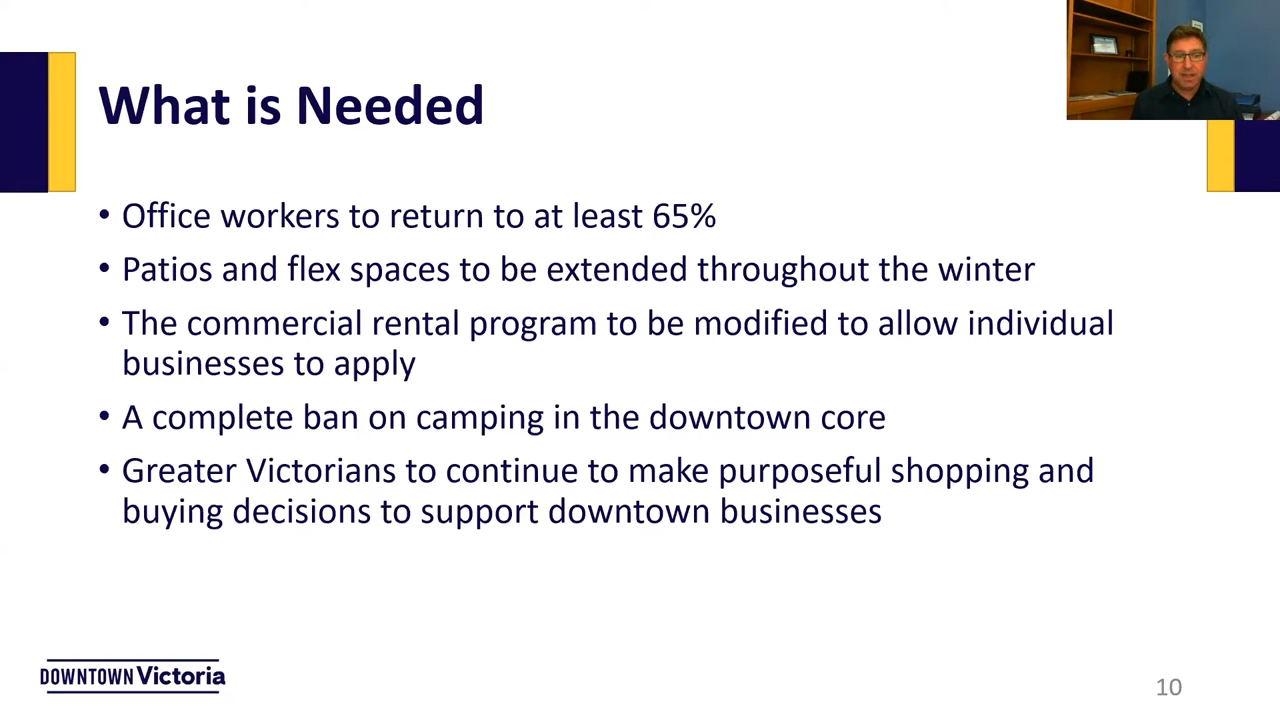 What is Needed
• Office workers to return to at least 65%
• Patios and flex spaces to be extended throughout the winter
• The commercial rental program to be modified to allow individual
businesses to apply
• A complete ban on camping in the downtown core
• Greater Victorians to continue to make purposeful shopping and
buying decisions to support downtown businesses
DOWNTOWN Victoria
10